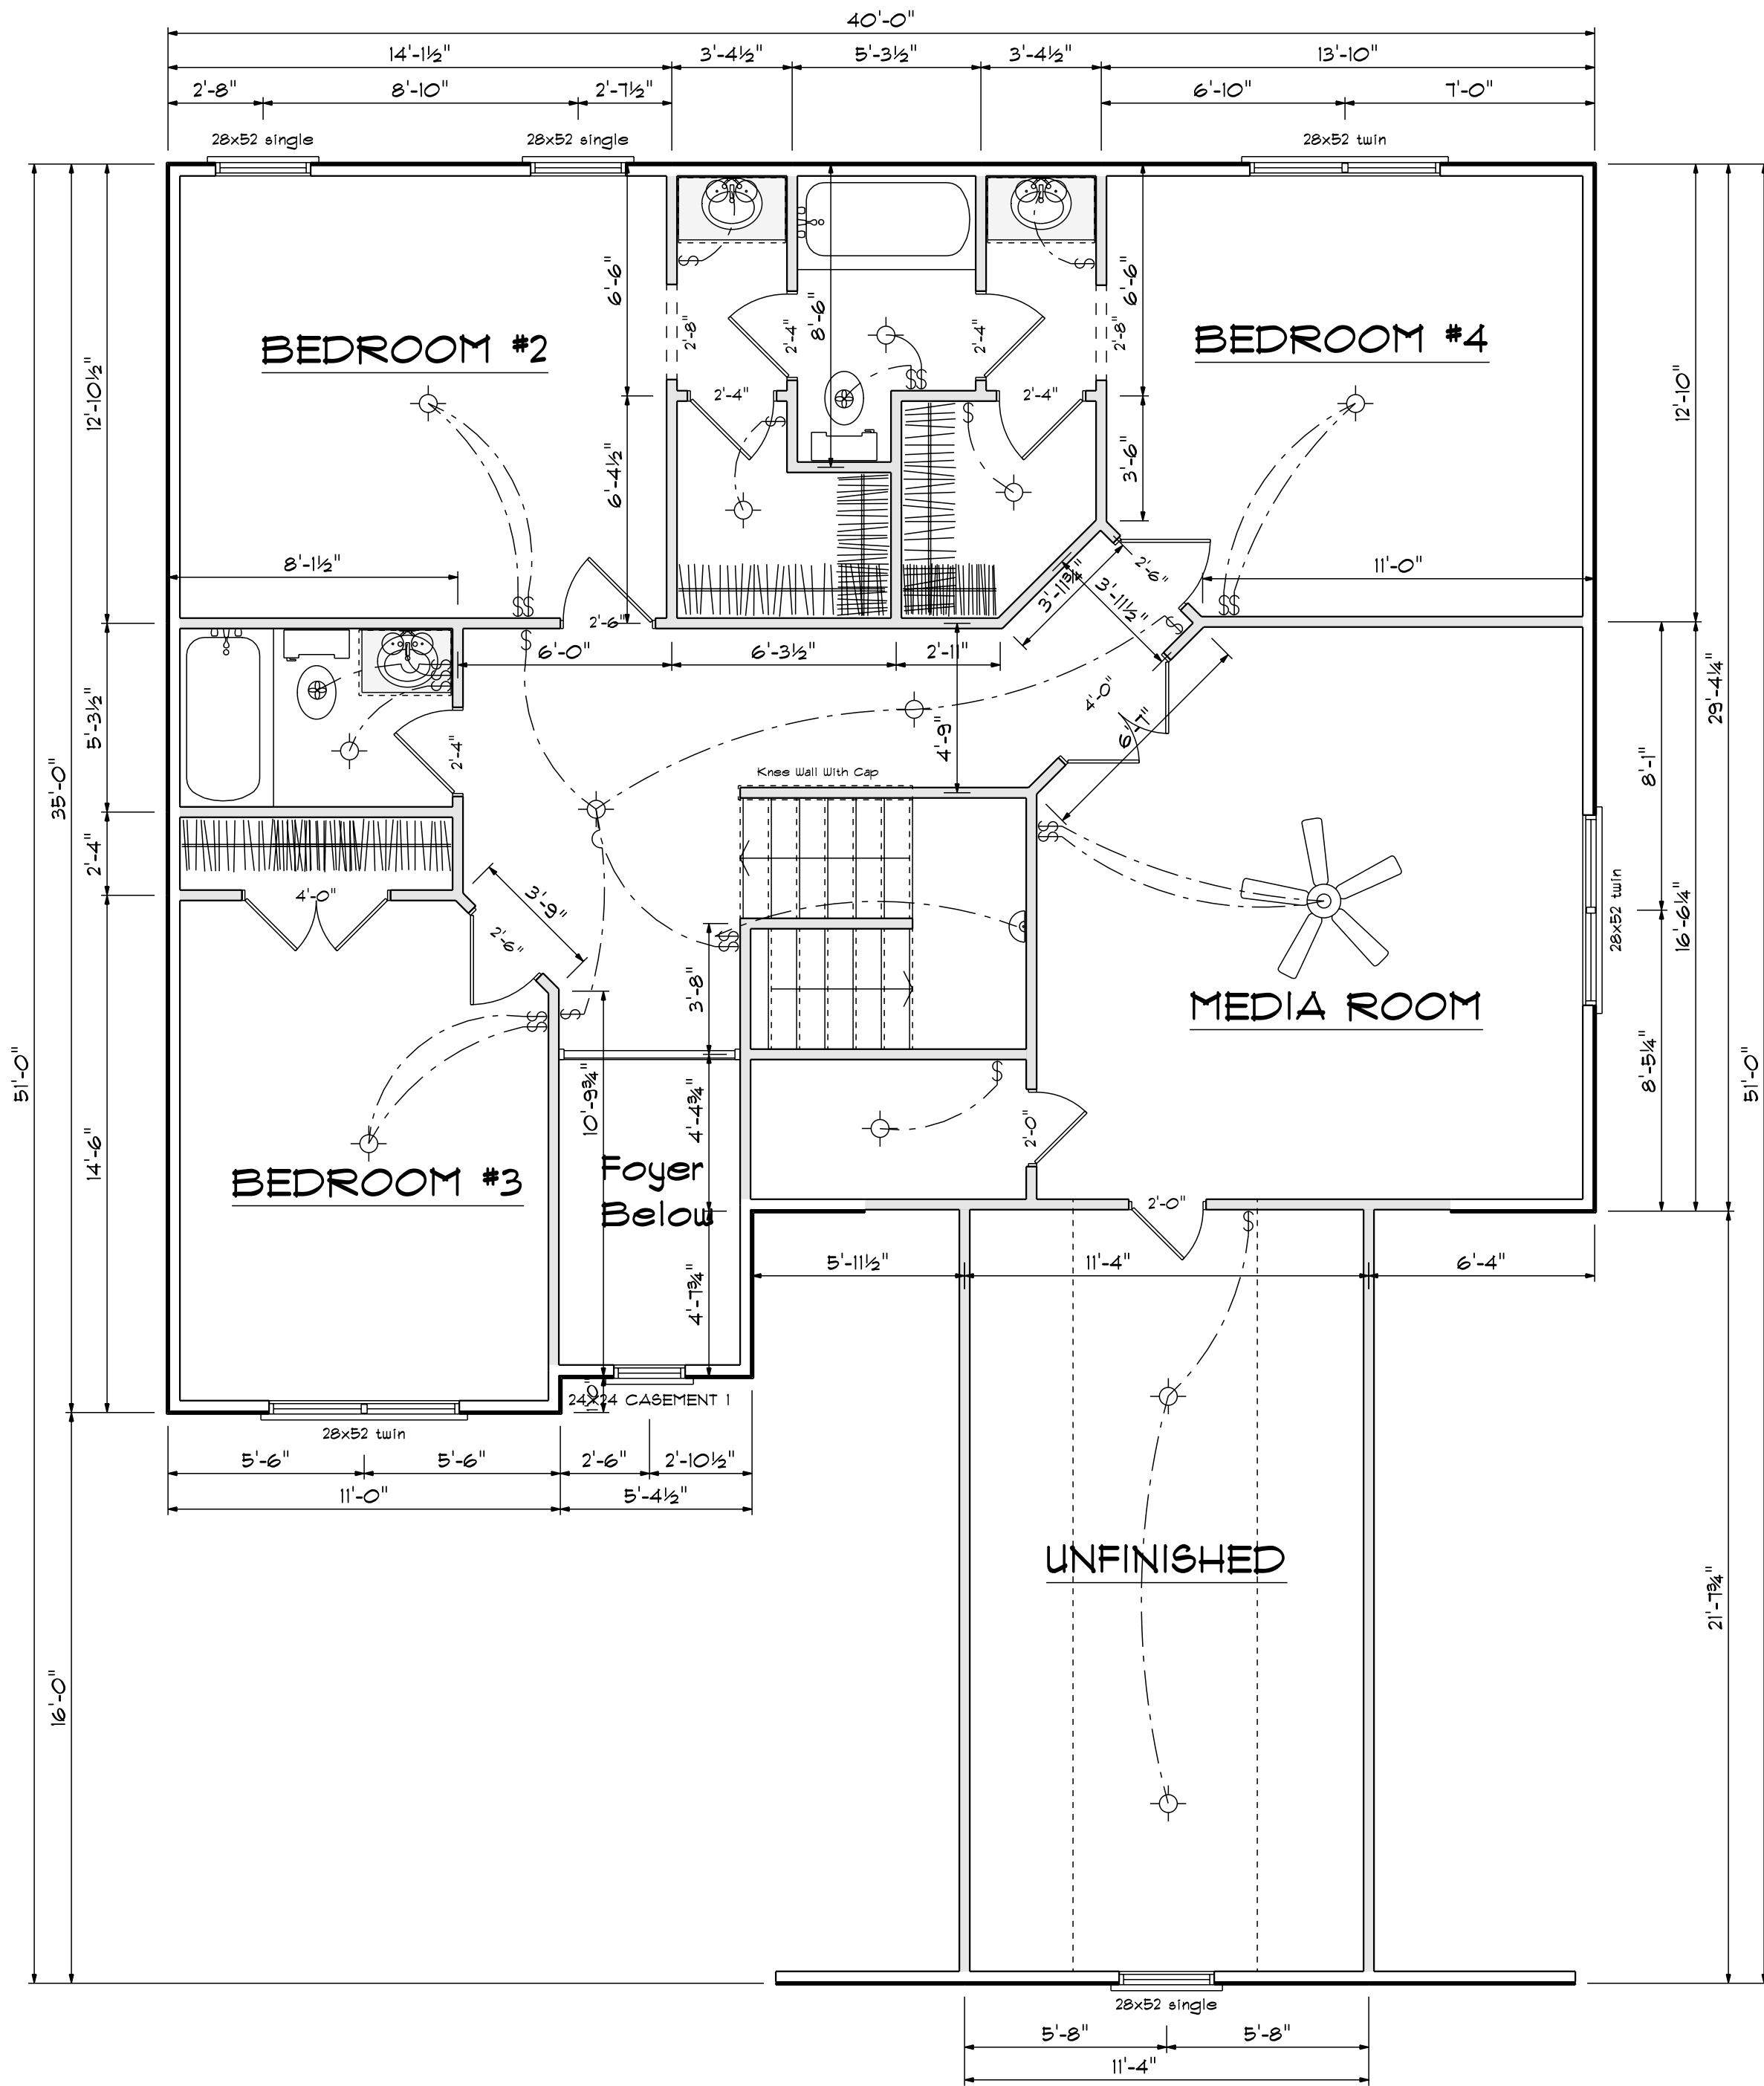 40'-0"
14'-1½" 3'-4½" 5'-3½" 3'-4½" 13'-10"
2'-8" 8'-10" 2'-7½" 6'-10" 7'-0"
28x52 single 28x52 single 28x52 twin
6'-6" 8'-6" 6'-6"
2'-8" 2'-4" 2'-4" 2'-8"
BEDROOM #2 BEDROOM #4
12'-10½" 12'-10"
2'-4" 2'-4"
6'-4½" 3'-6"
8'-1½" 3'-11¾" 3'-11½" 2'-6" 11'-0"
2'-6"
6'-0" 6'-3½" 2'-11"
5'-3½" 2'-4" 4'-9" 4'-0" 6'-7" 29'-4¼"
35'-0" Knee Wall With Cap 8'-1"
2'-4" 4'-0" 3'-9" 2'-6" 28x52 twin 16'-6¼"
3'-8"
MEDIA ROOM
51'-0" 10'-9¾" 4'-4¾" 2'-0" 8'-5¼" 51'-0"
14'-6"
BEDROOM #3
Foyer
Below
2'-0"
5'-11½" 11'-4" 6'-4"
4'-7¾"
1'-0"
24X24 CASEMENT 1
28x52 twin
5'-6" 5'-6" 2'-6" 2'-10½"
11'-0" 5'-4½"
UNFINISHED
16'-0" 21'-7¾"
28x52 single
5'-8" 5'-8"
11'-4"